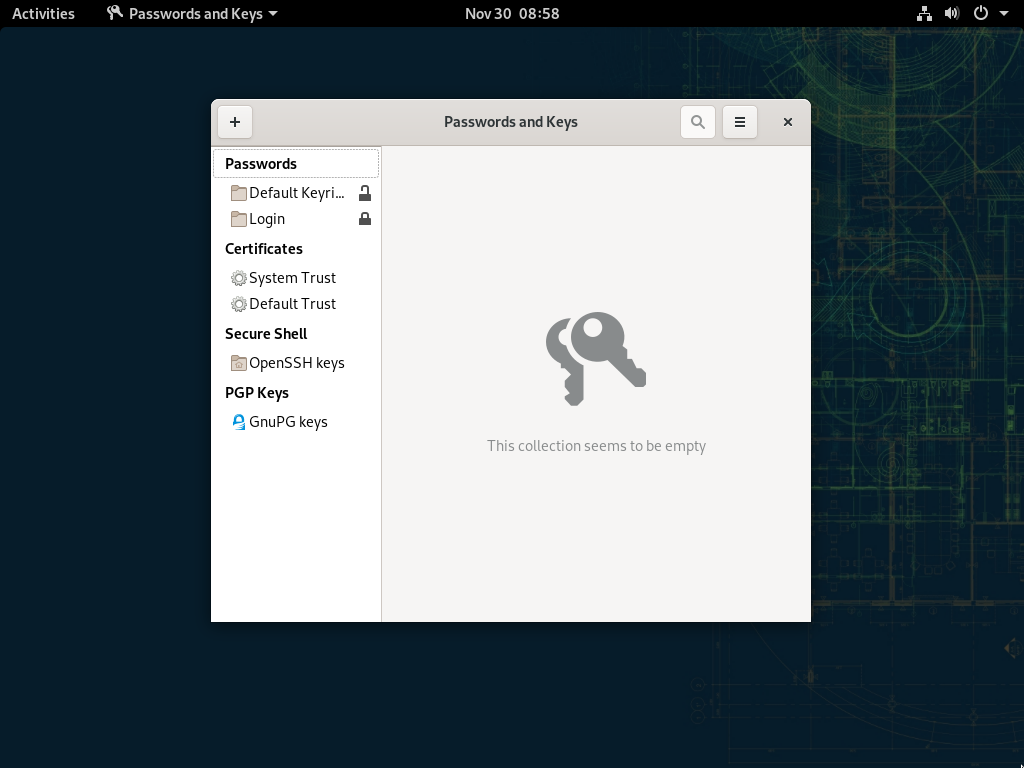 Activities
Passwords and Keys
Nov 30 08:58
Passwords and Keys
Passwords
Default Keyri...
Login
Certificates
System Trust
Default Trust
Secure Shell
OpenSSH keys
PGP Keys
GnuPG keys
This collection seems to be empty